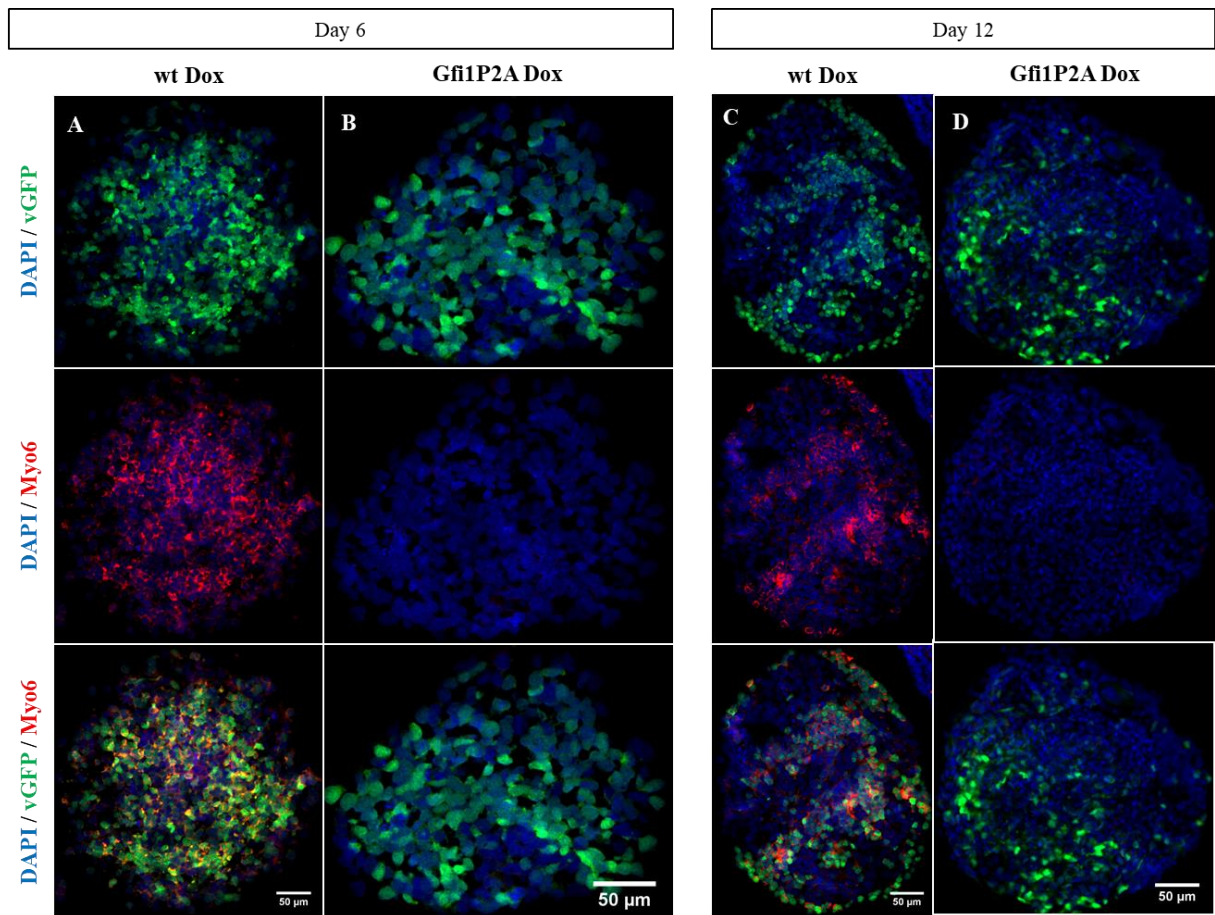 Day 6
Day 12
wt Dox
Gfi1P2A Dox
wt Dox
Gfi1P2A Dox
A
B
C
D
DAPI / vGFP
DAPI / Myo6
DAPI / vGFP / Myo6
50 µm
50 µm
50 µm
50 µm